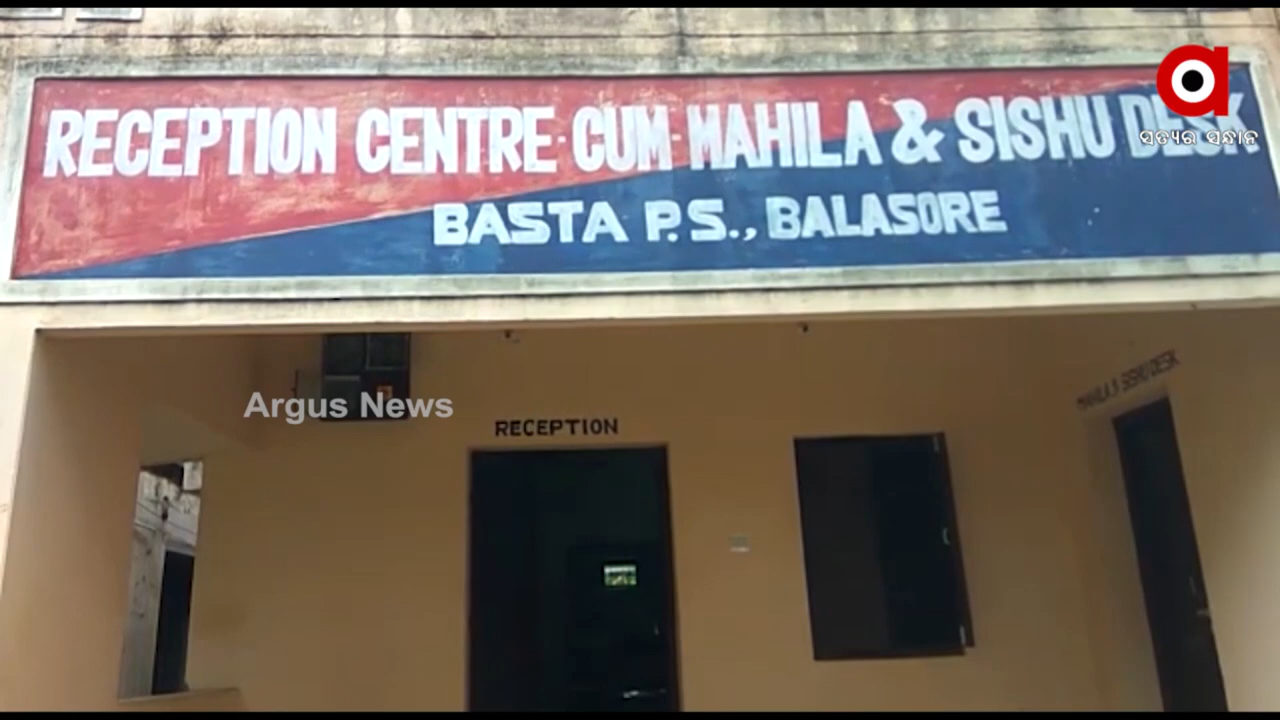 RECEPTION CENTRE-CUM-MAHILA & SISHU DESK
ସତ୍ୟର ସନ୍ଧାନ
BASTA P.S., BALASORE
MAHILA & SISHU DESK
Argus News
RECEPTION